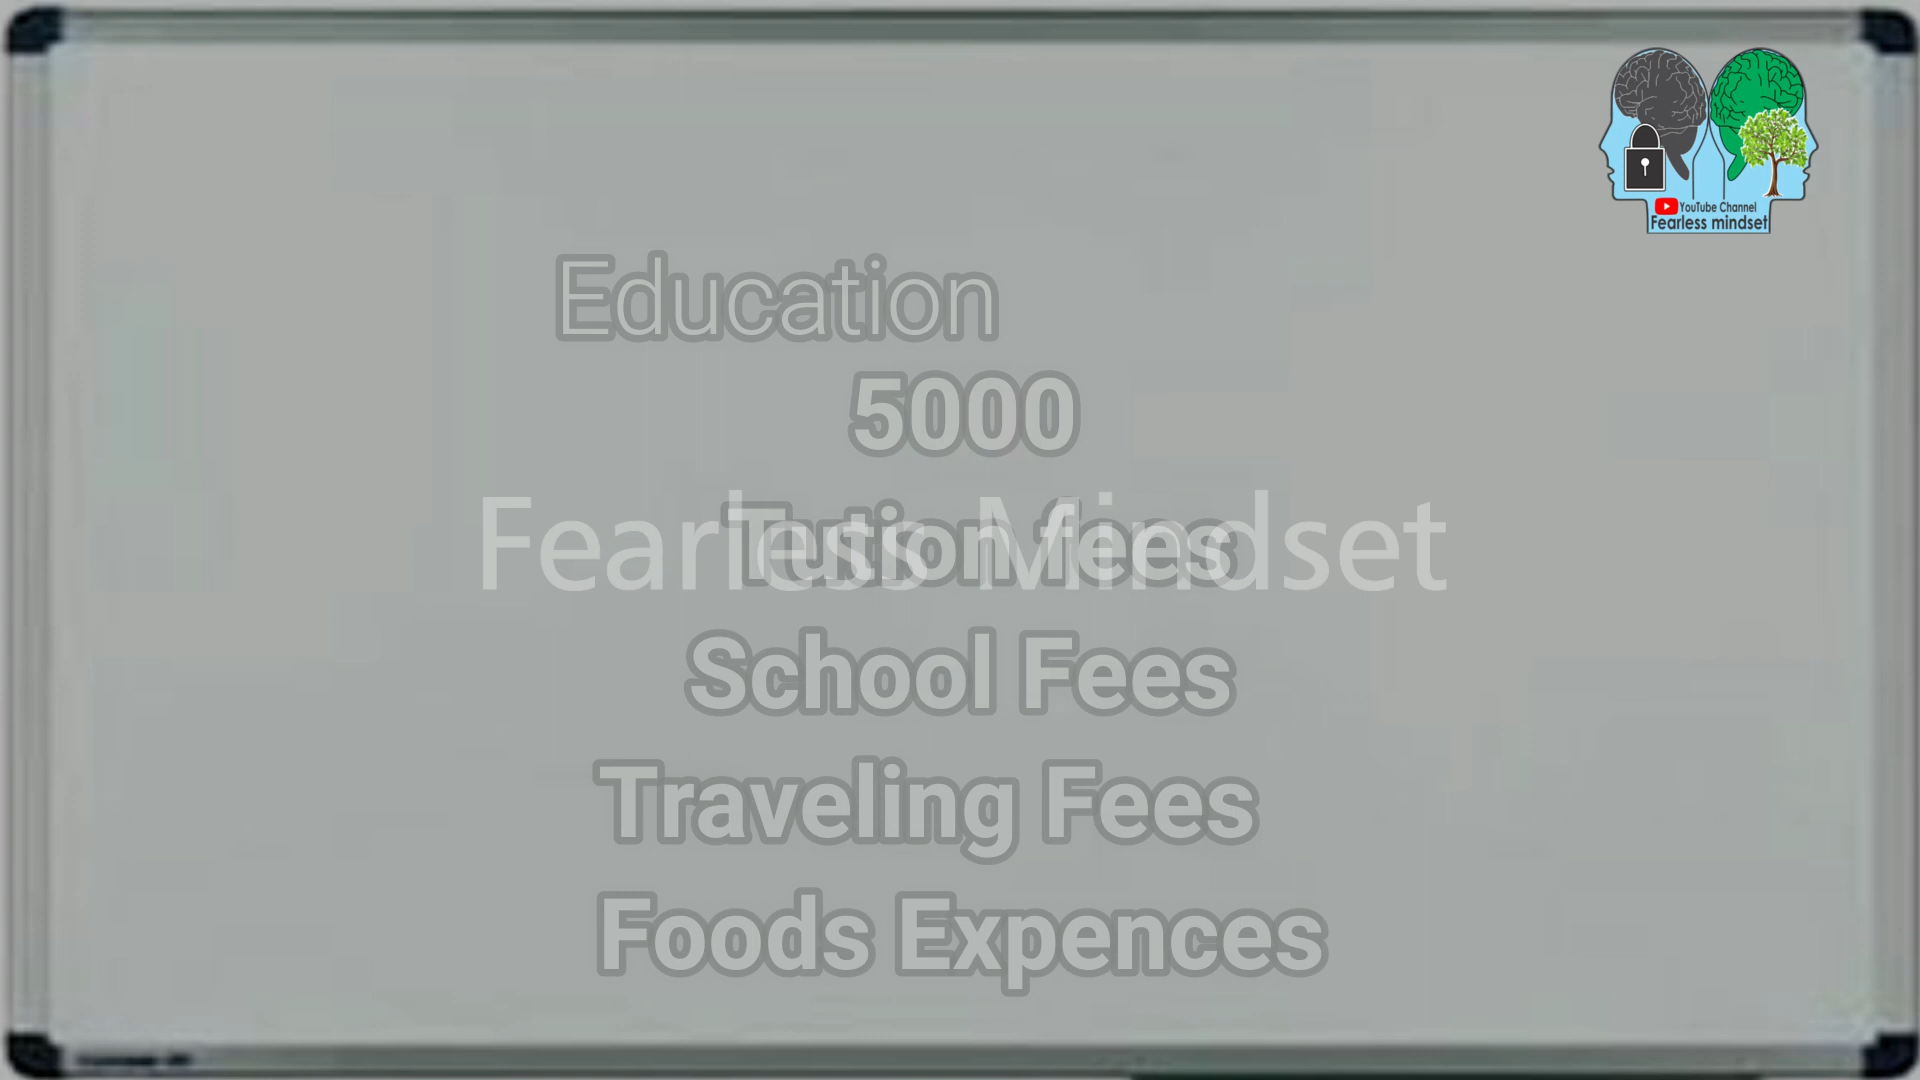 YouTube Channel
Fearless mindset
Education
5000
Fearless Mindset
Tution fees
School Fees
Traveling Fees
Foods Expences